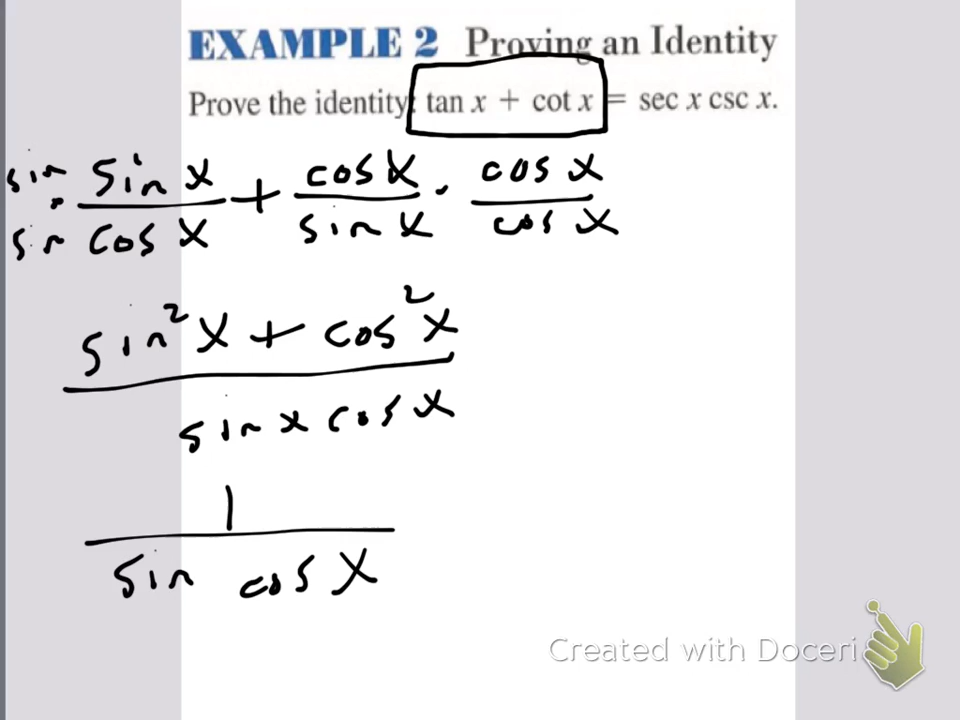 EXAMPLE 2 Proving an Identity
Prove the identity: tan x + cot x = sec x csc x.
sin/sin · sin x/cos x + cos x/sin x · cos x/cos x
sin² x + cos² x
sin x cos x
1
sin cos x
Created with Doceri